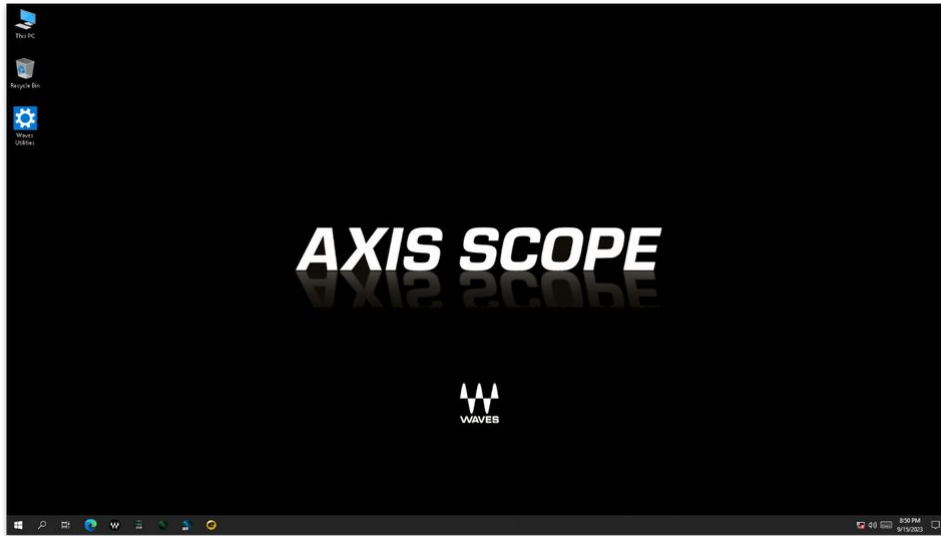 This PC
Recycle Bin
Waves
Utilities
AXIS SCOPE
WAVES
8:50 PM
9/15/2023